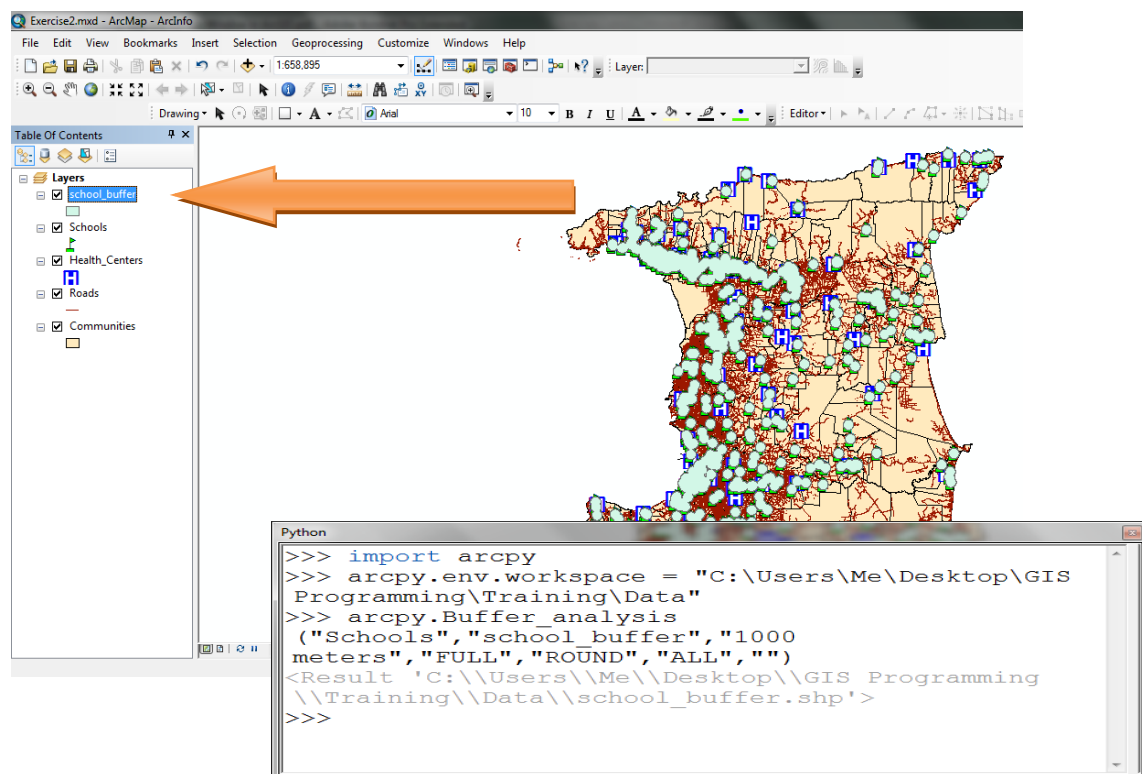 Exercise2.mxd - ArcMap - ArcInfo
File Edit View Bookmarks Insert Selection Geoprocessing Customize Windows Help
1:658,895 Layer:
Drawing A Arial 10 B I U A Editor
Table Of Contents
Layers
school_buffer
Schools
Health_Centers
H
Roads
Communities
Python
>>> import arcpy
>>> arcpy.env.workspace = "C:\Users\Me\Desktop\GIS
Programming\Training\Data"
>>> arcpy.Buffer_analysis
("Schools","school_buffer","1000
meters","FULL","ROUND","ALL","")
<Result 'C:\\Users\\Me\\Desktop\\GIS Programming
\\Training\\Data\\school_buffer.shp'>
>>>